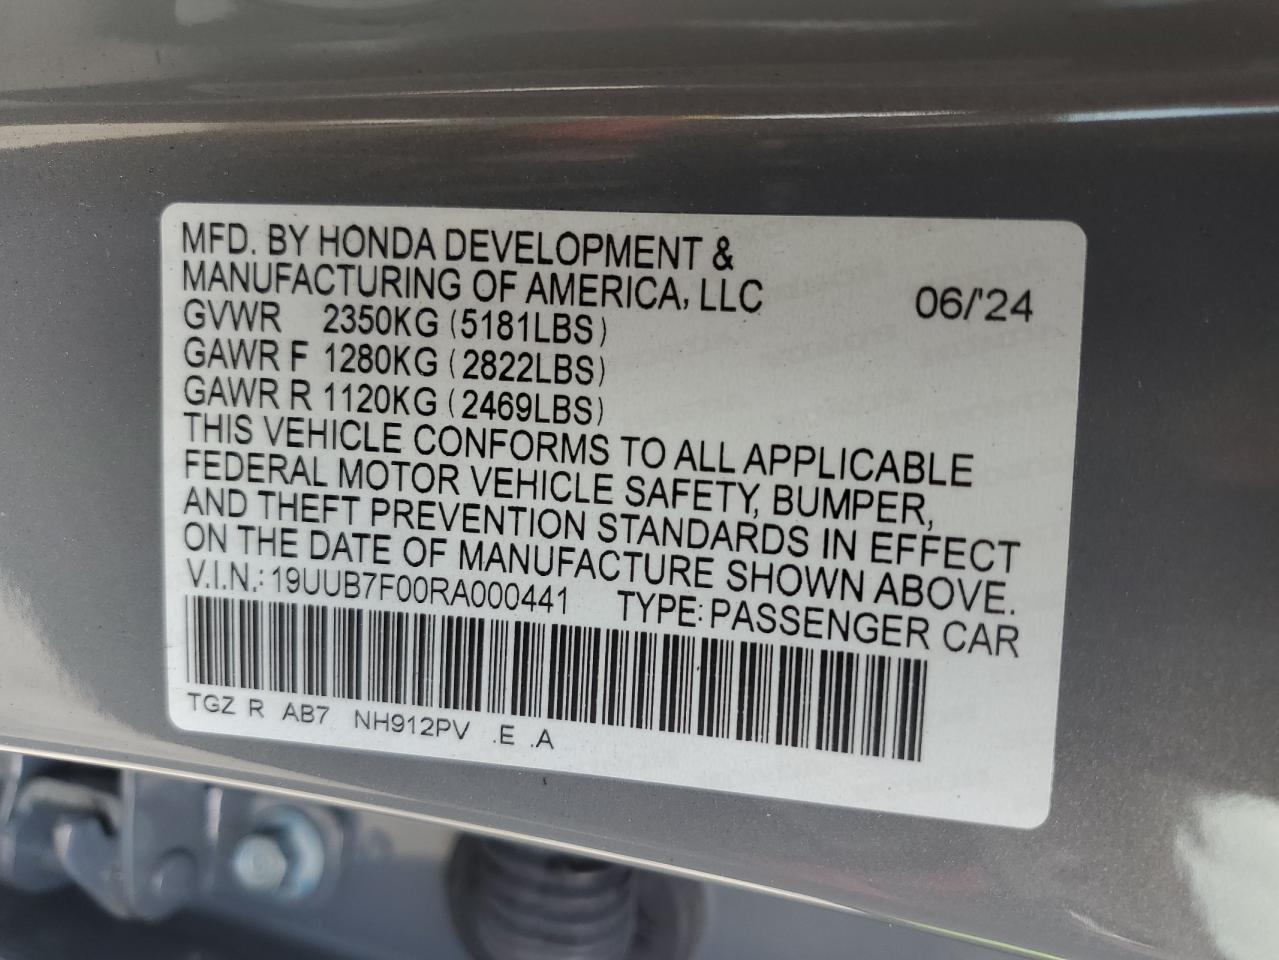 MFD. BY HONDA DEVELOPMENT &
MANUFACTURING OF AMERICA, LLC 06/'24
GVWR 2350KG (5181LBS)
GAWR F 1280KG (2822LBS)
GAWR R 1120KG (2469LBS)
THIS VEHICLE CONFORMS TO ALL APPLICABLE
FEDERAL MOTOR VEHICLE SAFETY, BUMPER,
AND THEFT PREVENTION STANDARDS IN EFFECT
ON THE DATE OF MANUFACTURE SHOWN ABOVE.
V.I.N.: 19UUB7F00RA000441 TYPE: PASSENGER CAR
TGZ R AB7 NH912PV .E .A